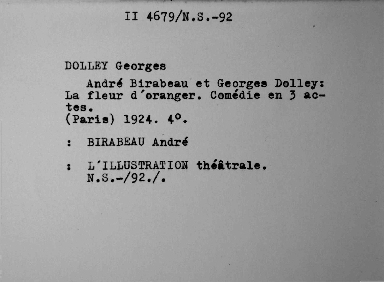 II 4679/N.S.-92
DOLLEY Georges
André Birabeau et Georges Dolley:
La fleur d'oranger. Comédie en 3 ac-
tes.
(Paris) 1924. 4°.
: BIRABEAU André
: L'ILLUSTRATION théâtrale.
N.S.-/92./.